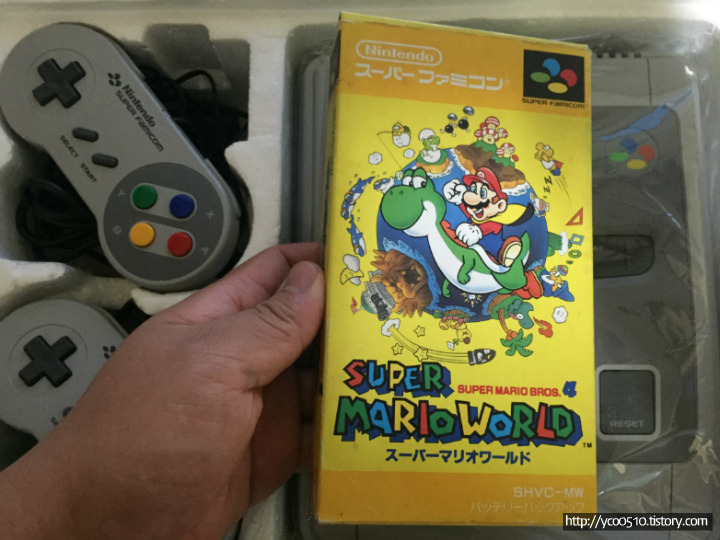 Nintendo
SUPER FAMICOM
SELECT
START
Y
X
B
A
Nintendo
スーパーファミコン
SUPER FAMICOM
SUPER
SUPER MARIO BROS. 4
MARIO WORLD
TM
スーパーマリオワールド
SHVC-MW
バッテリーバックアップ
RESET
http://yco0510.tistory.com